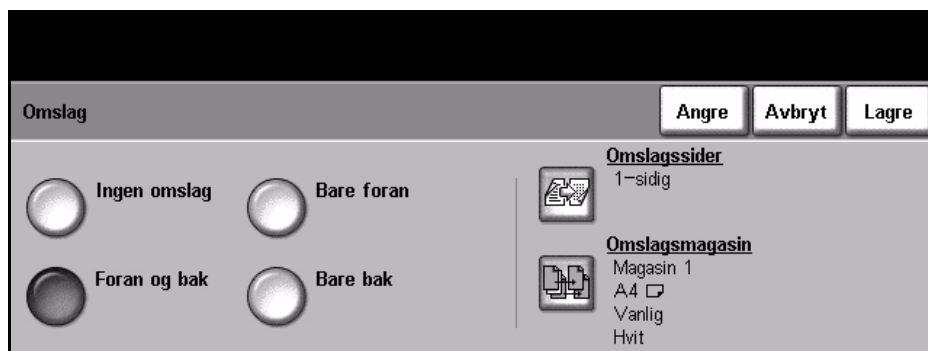 Omslag
Angre
Avbryt
Lagre
Ingen omslag
Bare foran
Foran og bak
Bare bak
Omslagssider
1-sidig
Omslagsmagasin
Magasin 1
A4
Vanlig
Hvit